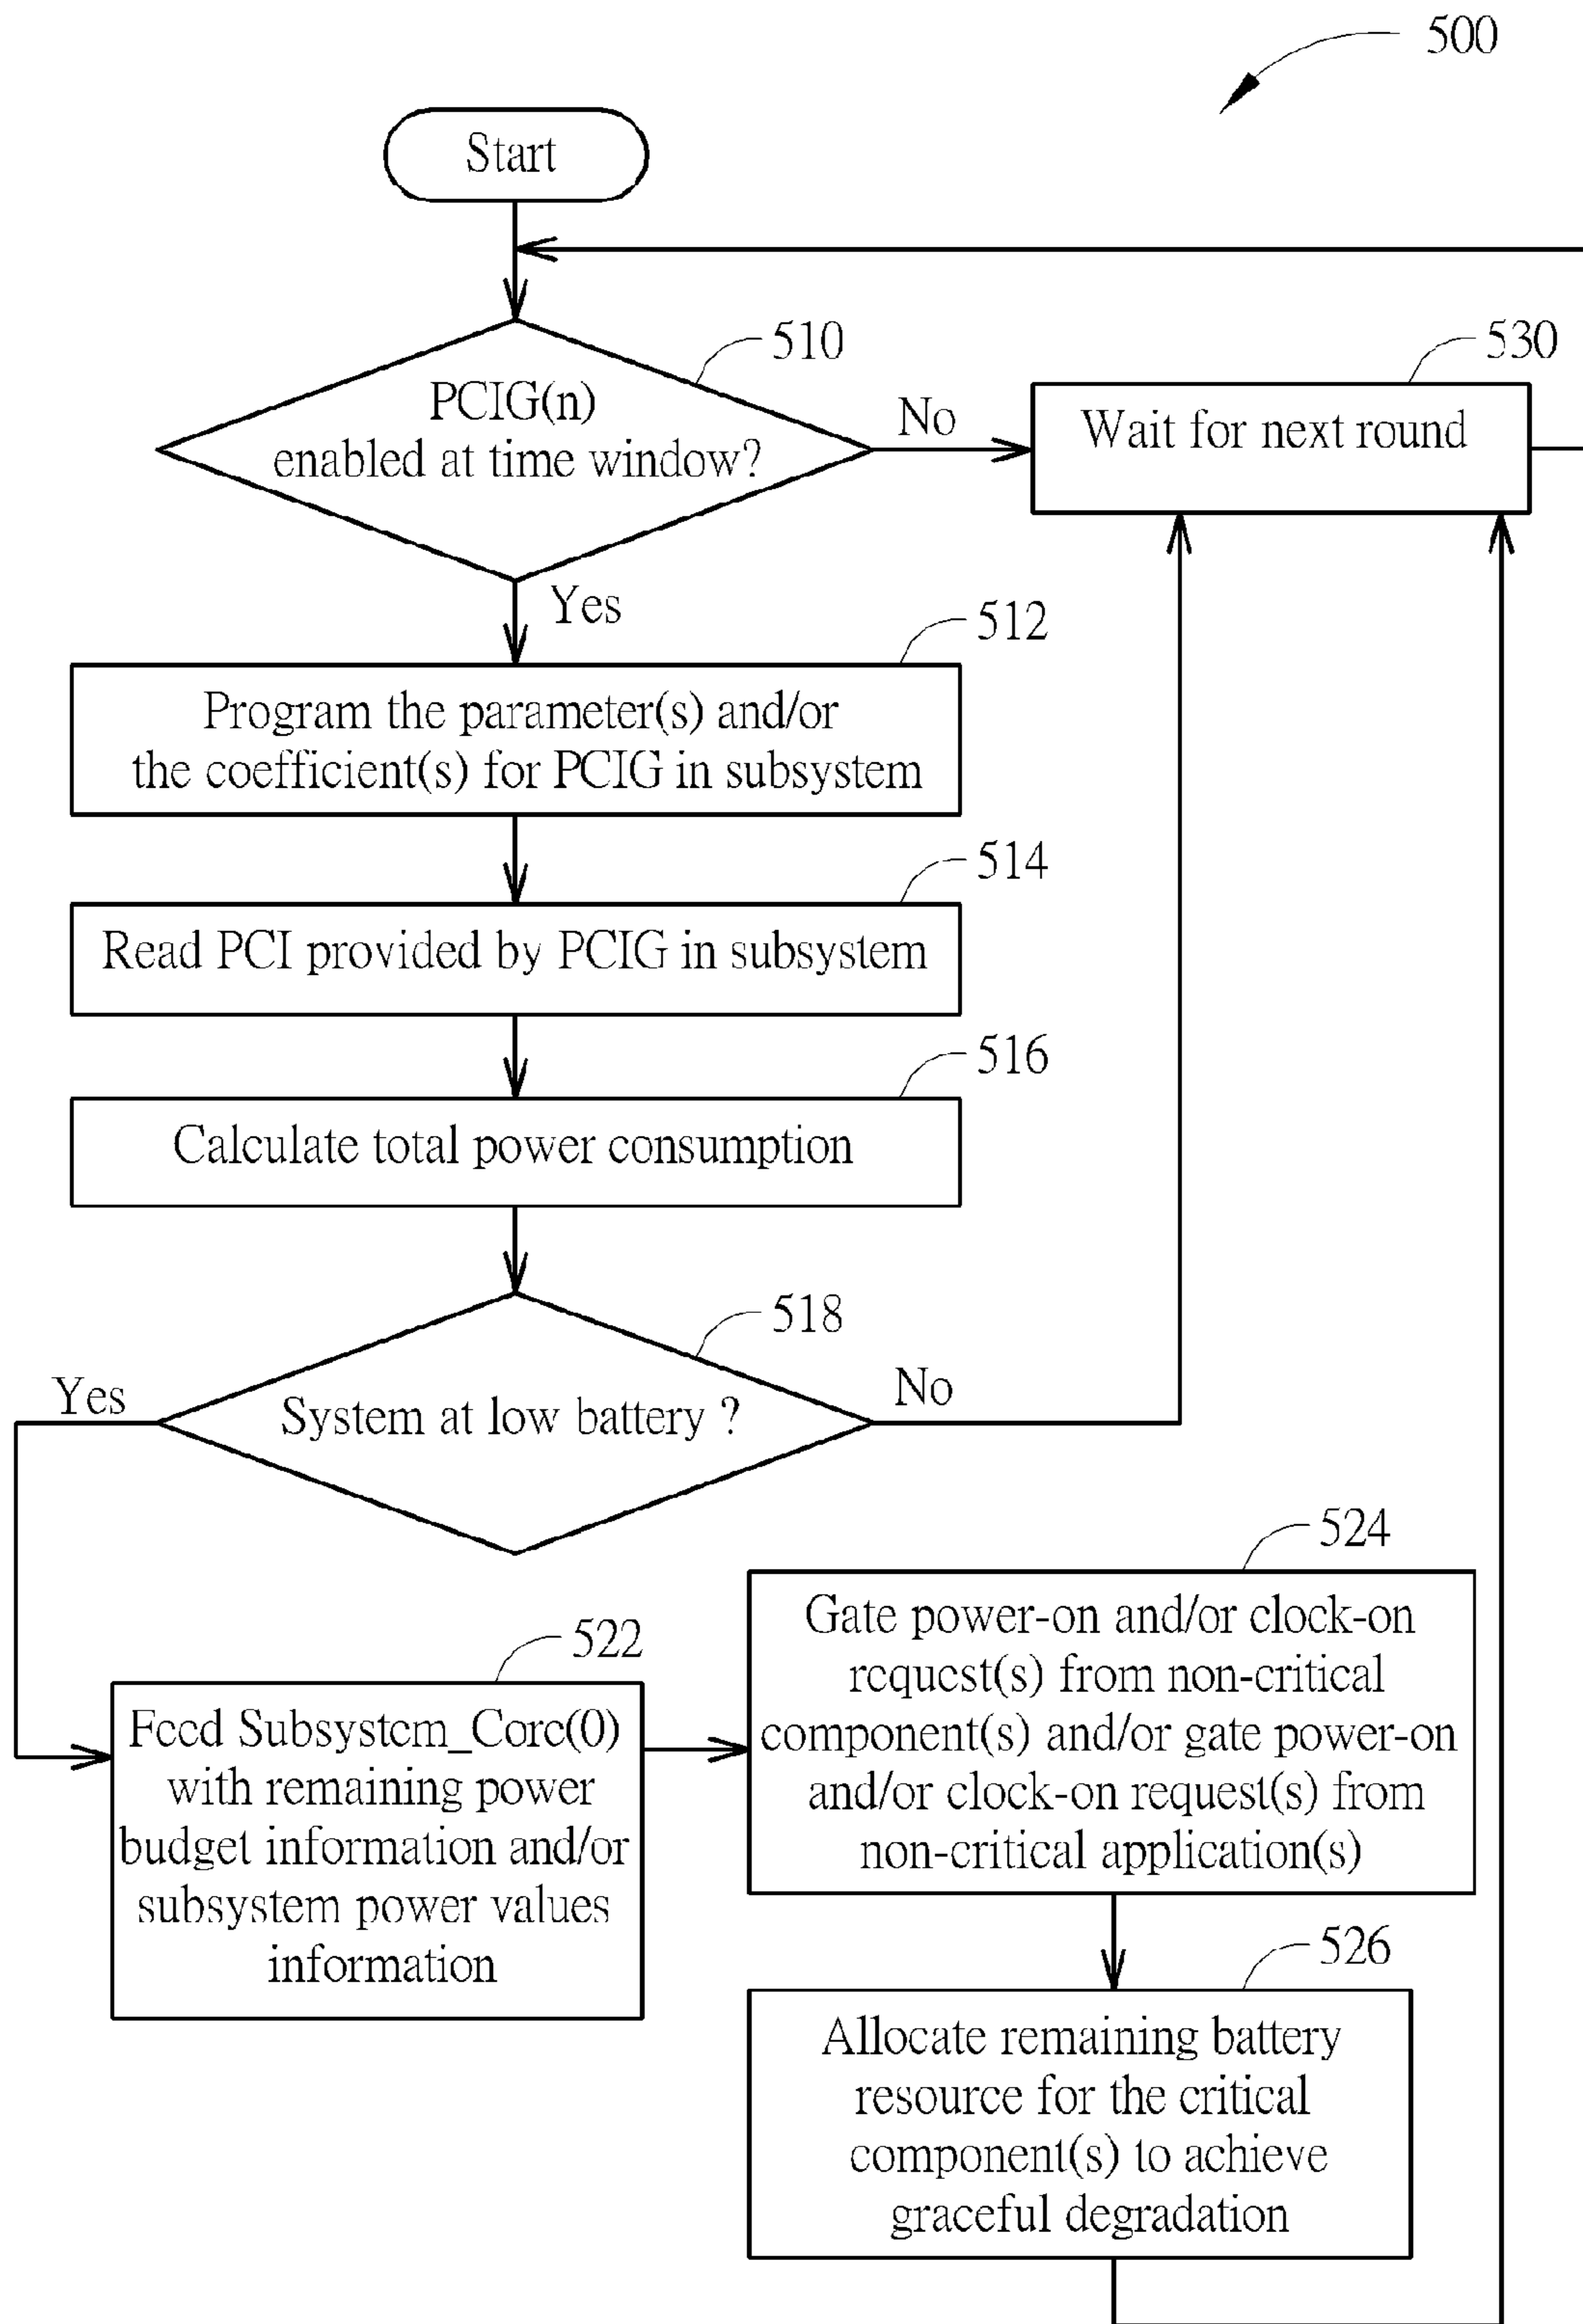 500
Start
510
PCIG(n)
enabled at time window?
No
530
Wait for next round
Yes
512
Program the parameter(s) and/or
the coefficient(s) for PCIG in subsystem
514
Read PCI provided by PCIG in subsystem
516
Calculate total power consumption
518
System at low battery ?
Yes
No
522
Feed Subsystem_Core(0)
with remaining power
budget information and/or
subsystem power values
information
524
Gate power-on and/or clock-on
request(s) from non-critical
component(s) and/or gate power-on
and/or clock-on request(s) from
non-critical application(s)
526
Allocate remaining battery
resource for the critical
component(s) to achieve
graceful degradation